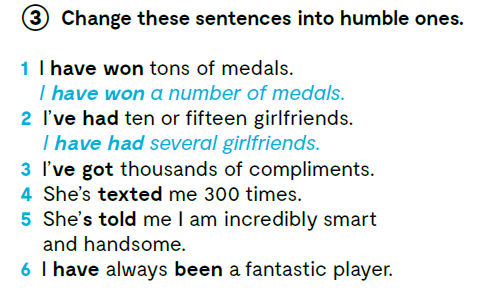 3 Change these sentences into humble ones.
1 I have won tons of medals.
I have won a number of medals.
2 I've had ten or fifteen girlfriends.
I have had several girlfriends.
3 I've got thousands of compliments.
4 She's texted me 300 times.
5 She's told me I am incredibly smart
and handsome.
6 I have always been a fantastic player.